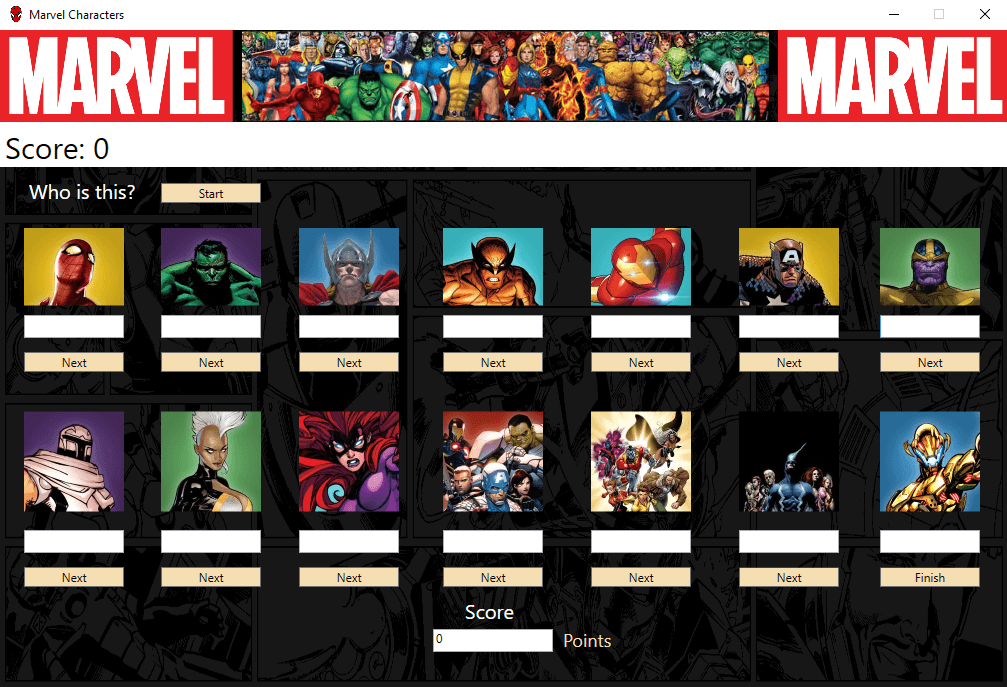 Marvel Characters
MARVEL MARVEL
Score: 0
Who is this? Start
Next Next Next Next Next Next Next
Next Next Next Next Next Next Finish
Score
0 Points